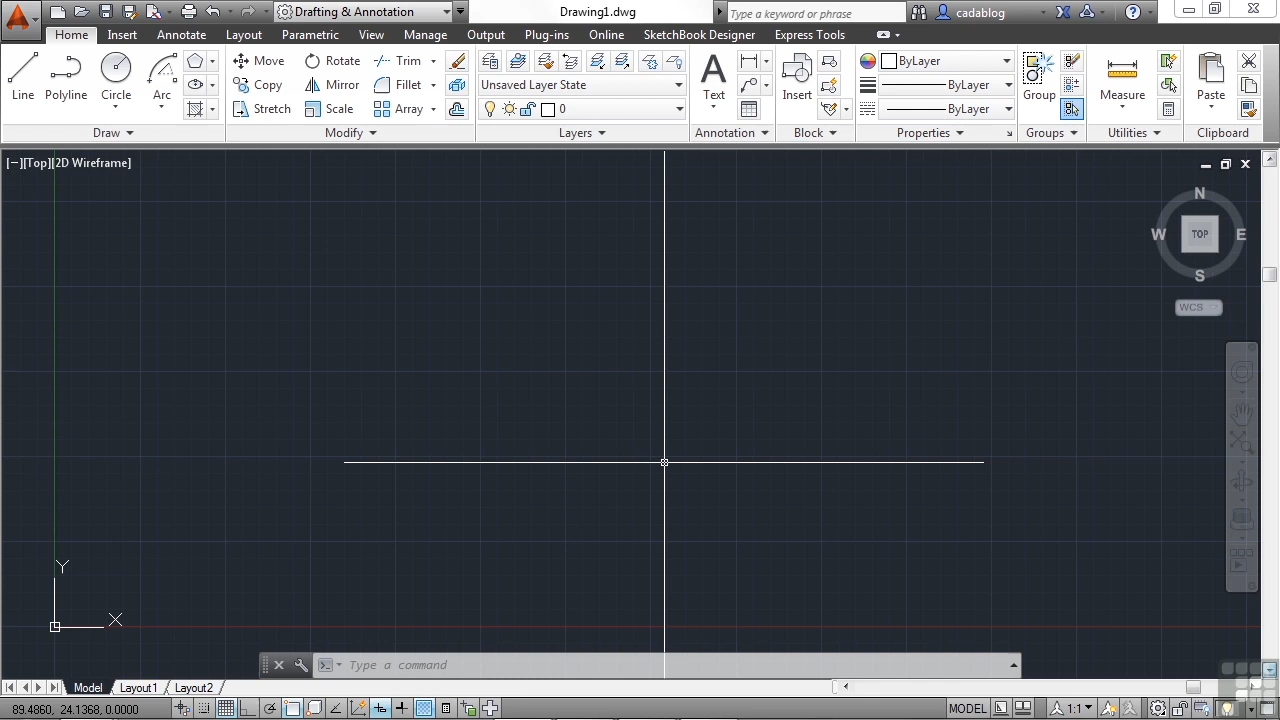 Drafting & Annotation
Drawing1.dwg
Type a keyword or phrase
cadablog
Home Insert Annotate Layout Parametric View Manage Output Plug-ins Online SketchBook Designer Express Tools
Line Polyline Circle Arc
Move Rotate Trim
Copy Mirror Fillet
Stretch Scale Array
Unsaved Layer State
0
Text
Insert
ByLayer
ByLayer
ByLayer
Group
Measure
Paste
Draw Modify Layers Annotation Block Properties Groups Utilities Clipboard
[−][Top][2D Wireframe]
N
W TOP E
S
WCS
Y
X
Type a command
Model Layout1 Layout2
89.4860, 24.1368, 0.0000
MODEL
1:1